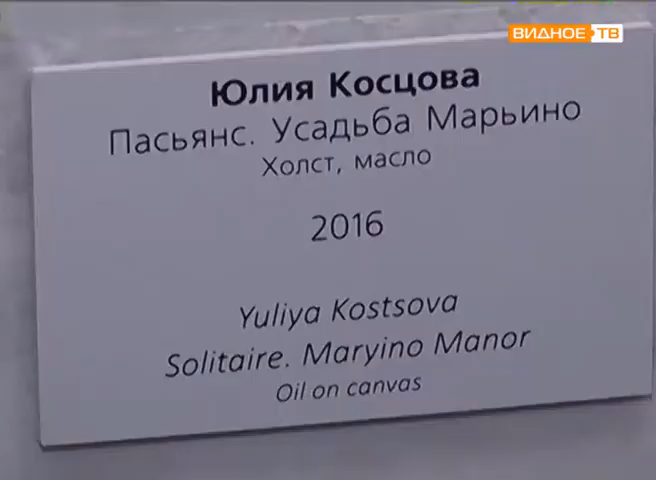 ВИДНОЕ ТВ
Юлия Косцова
Пасьянс. Усадьба Марьино
Холст, масло
2016
Yuliya Kostsova
Solitaire. Maryino Manor
Oil on canvas